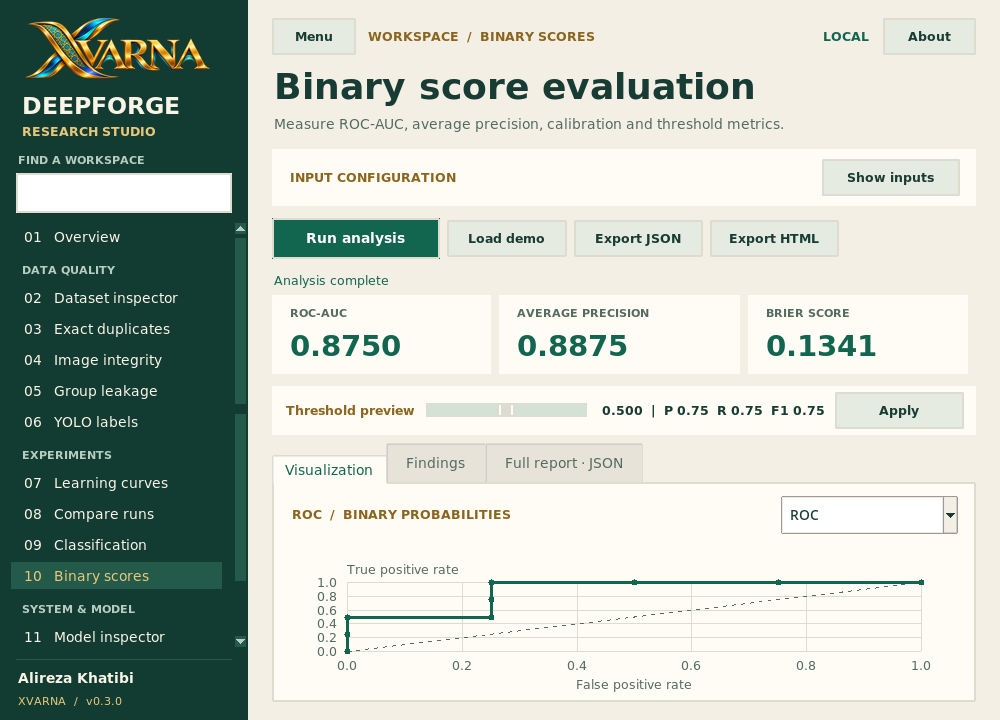 XVARNA
DEEPFORGE
RESEARCH STUDIO
FIND A WORKSPACE
01 Overview
DATA QUALITY
02 Dataset inspector
03 Exact duplicates
04 Image integrity
05 Group leakage
06 YOLO labels
EXPERIMENTS
07 Learning curves
08 Compare runs
09 Classification
10 Binary scores
SYSTEM & MODEL
11 Model inspector
Alireza Khatibi
XVARNA / v0.3.0
Menu WORKSPACE / BINARY SCORES LOCAL About
Binary score evaluation
Measure ROC-AUC, average precision, calibration and threshold metrics.
INPUT CONFIGURATION Show inputs
Run analysis Load demo Export JSON Export HTML
Analysis complete
ROC-AUC AVERAGE PRECISION BRIER SCORE
0.8750 0.8875 0.1341
Threshold preview 0.500 | P 0.75 R 0.75 F1 0.75 Apply
Visualization Findings Full report · JSON
ROC / BINARY PROBABILITIES ROC
True positive rate
1.0
0.8
0.6
0.4
0.2
0.0
0.0 0.2 0.4 0.6 0.8 1.0
False positive rate